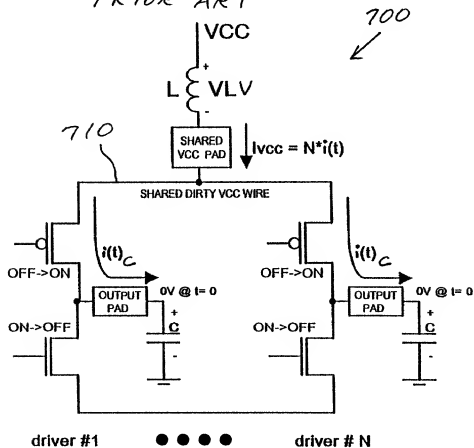 PRIOR ART
700
VCC
+
L VLV
-
710
SHARED
VCC PAD
Ivcc = N*i(t)
SHARED DIRTY VCC WIRE
i(t)C
i(t)C
OFF->ON
OFF->ON
OUTPUT
PAD
0V @ t= 0
OUTPUT
PAD
0V @ t= 0
+
C
-
+
C
-
ON->OFF
ON->OFF
driver #1
driver # N